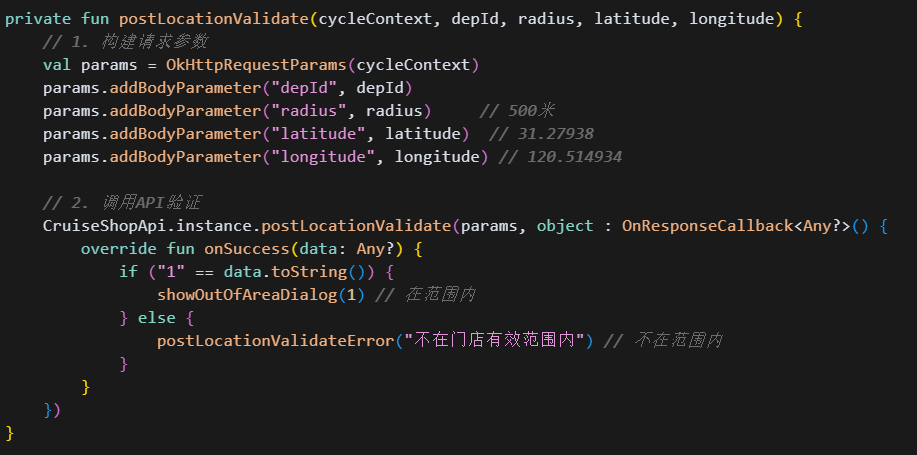 private fun postLocationValidate(cycleContext, depId, radius, latitude, longitude) {
    // 1. 构建请求参数
    val params = OkHttpRequestParams(cycleContext)
    params.addBodyParameter("depId", depId)
    params.addBodyParameter("radius", radius)     // 500米
    params.addBodyParameter("latitude", latitude)  // 31.27938
    params.addBodyParameter("longitude", longitude) // 120.514934

    // 2. 调用API验证
    CruiseShopApi.instance.postLocationValidate(params, object : OnResponseCallback<Any?>() {
        override fun onSuccess(data: Any?) {
            if ("1" == data.toString()) {
                showOutOfAreaDialog(1) // 在范围内
            } else {
                postLocationValidateError("不在门店有效范围内") // 不在范围内
            }
        }
    })
}